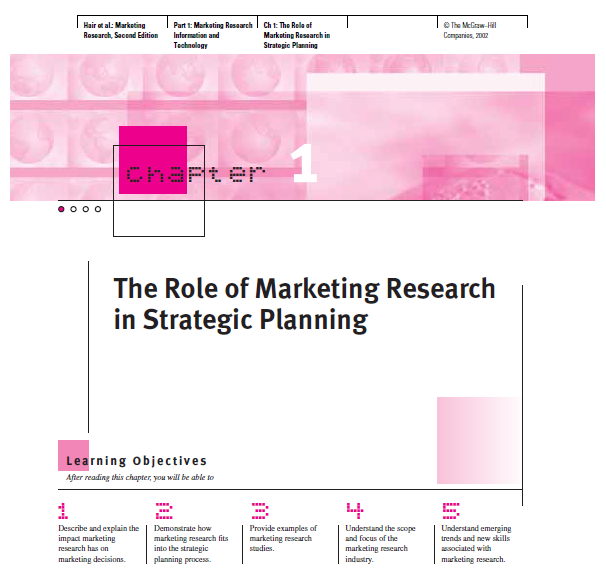 Hair et al.: Marketing Research, Second Edition
Part 1: Marketing Research Information and Technology
Ch 1: The Role of Marketing Research in Strategic Planning
© The McGraw-Hill Companies, 2002
chapter 1
The Role of Marketing Research
in Strategic Planning
Learning Objectives
After reading this chapter, you will be able to
1
Describe and explain the
impact marketing
research has on
marketing decisions.
2
Demonstrate how
marketing research fits
into the strategic
planning process.
3
Provide examples of
marketing research
studies.
4
Understand the scope
and focus of the
marketing research
industry.
5
Understand emerging
trends and new skills
associated with
marketing research.